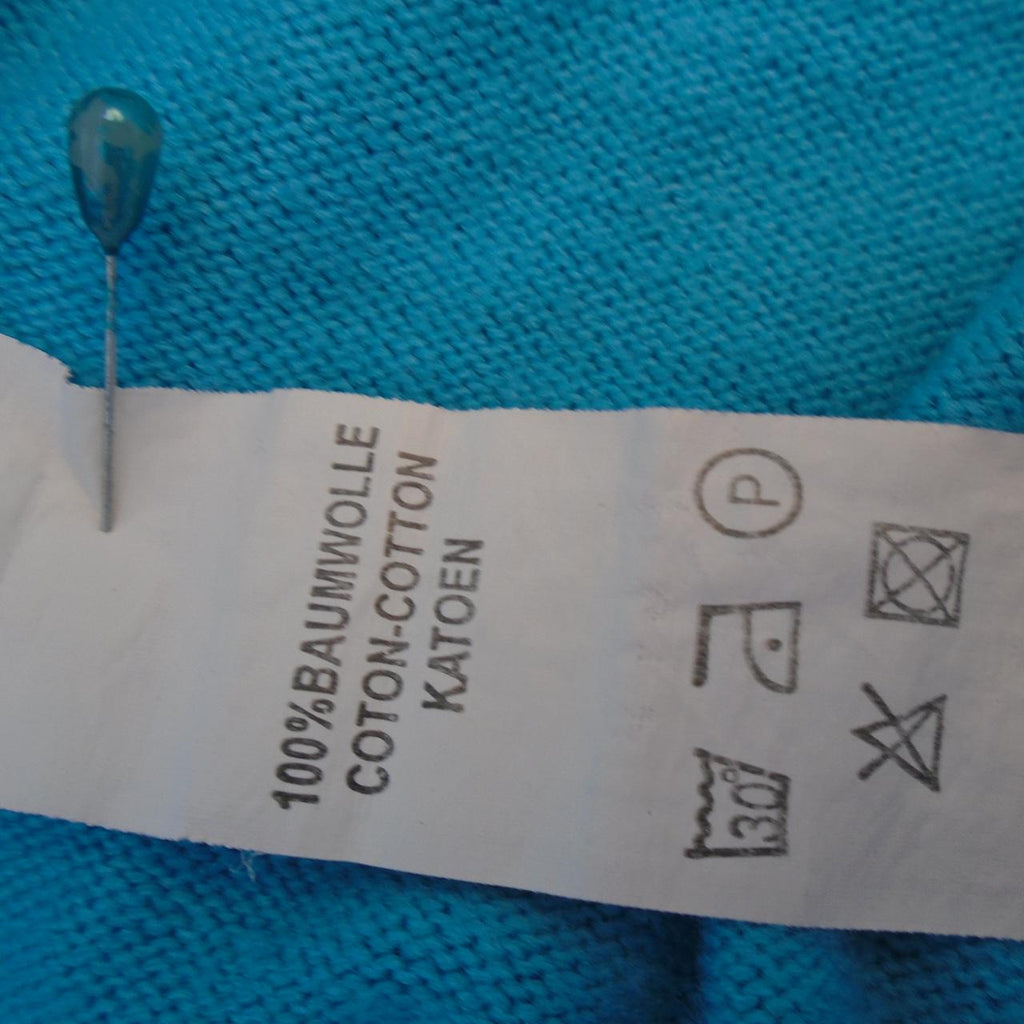 100%BAUMWOLLE
COTON-COTTON
KATOEN
30°
P